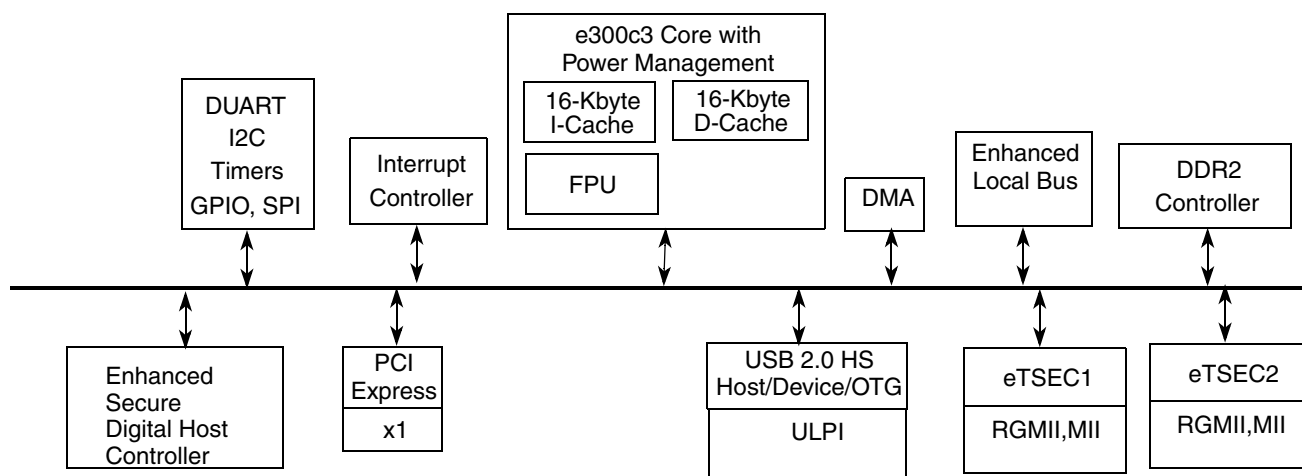 DUART
I2C
Timers
GPIO, SPI
Interrupt
Controller
e300c3 Core with
Power Management
16-Kbyte
I-Cache
16-Kbyte
D-Cache
FPU
DMA
Enhanced
Local Bus
DDR2
Controller
Enhanced
Secure
Digital Host
Controller
PCI
Express
x1
USB 2.0 HS
Host/Device/OTG
ULPI
eTSEC1
RGMII,MII
eTSEC2
RGMII,MII